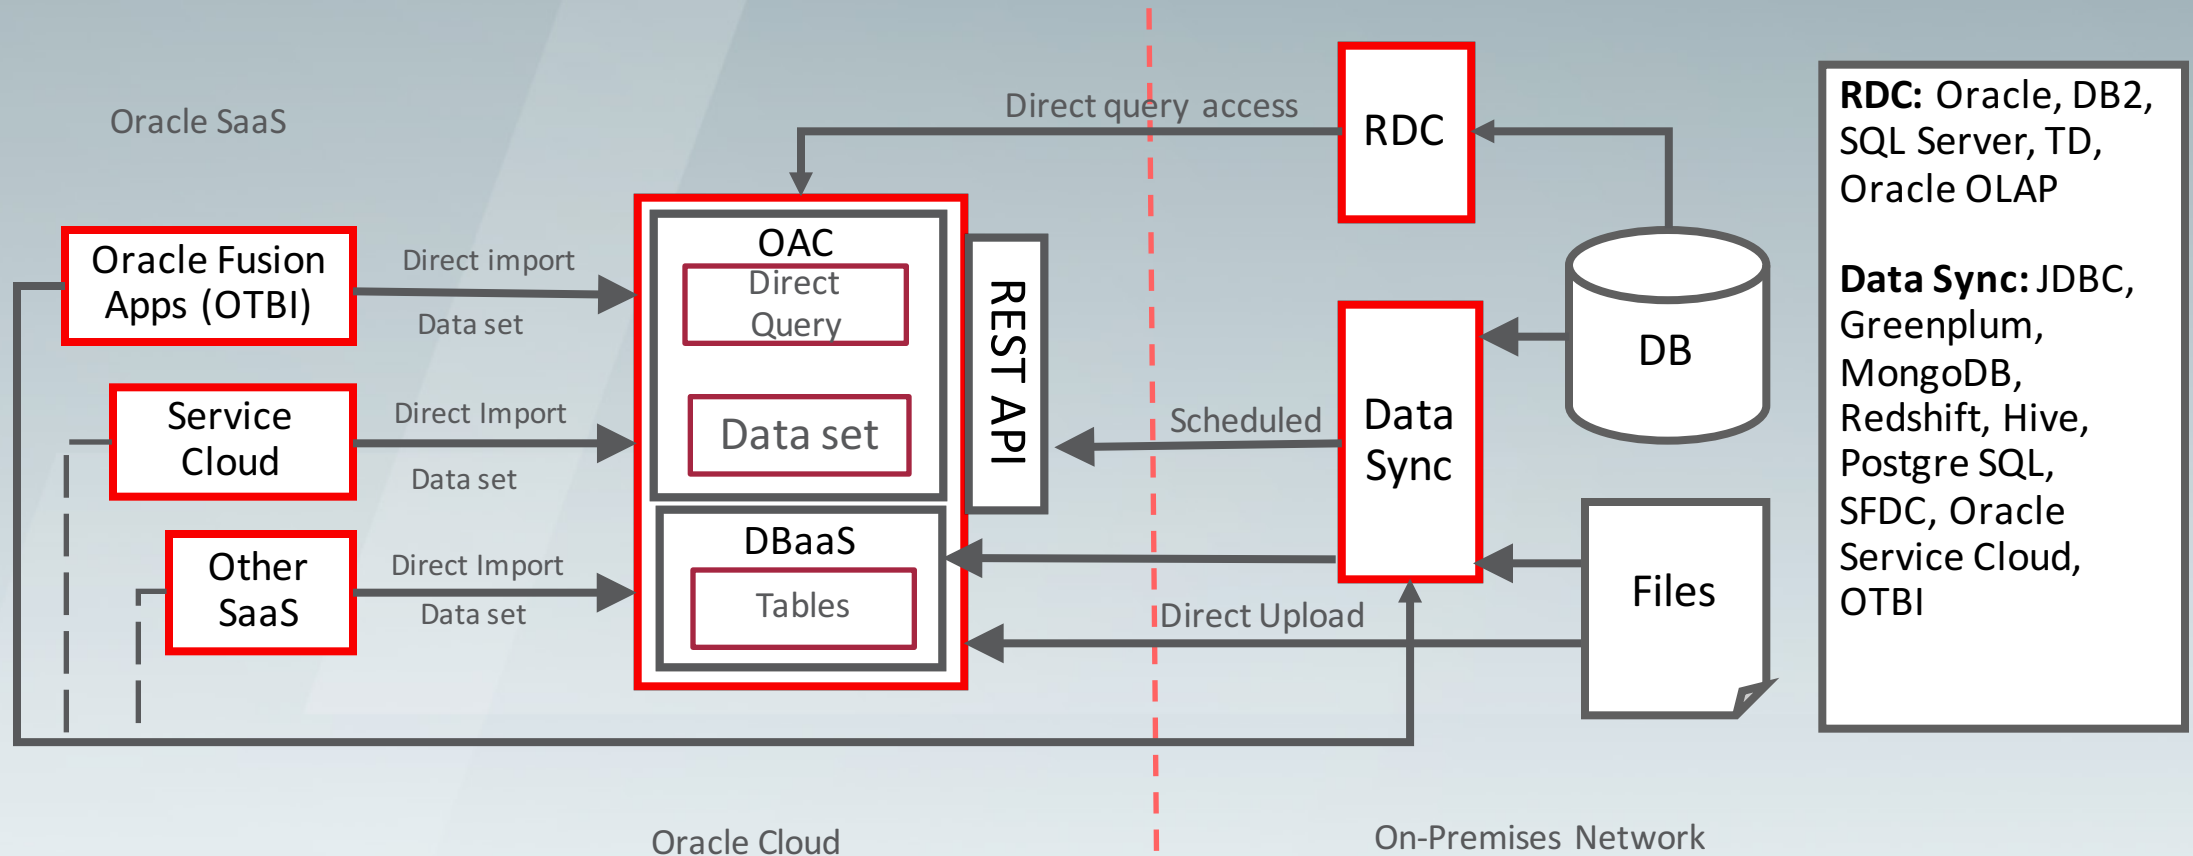 Oracle SaaS
Oracle Fusion
Apps (OTBI)
Service
Cloud
Other
SaaS
Direct import
Data set
Direct Import
Data set
Direct Import
Data set
OAC
Direct
Query
Data set
DBaaS
Tables
REST API
Direct query access
Scheduled
Direct Upload
RDC
Data
Sync
DB
Files
RDC: Oracle, DB2,
SQL Server, TD,
Oracle OLAP
Data Sync: JDBC,
Greenplum,
MongoDB,
Redshift, Hive,
Postgre SQL,
SFDC, Oracle
Service Cloud,
OTBI
Oracle Cloud
On-Premises Network